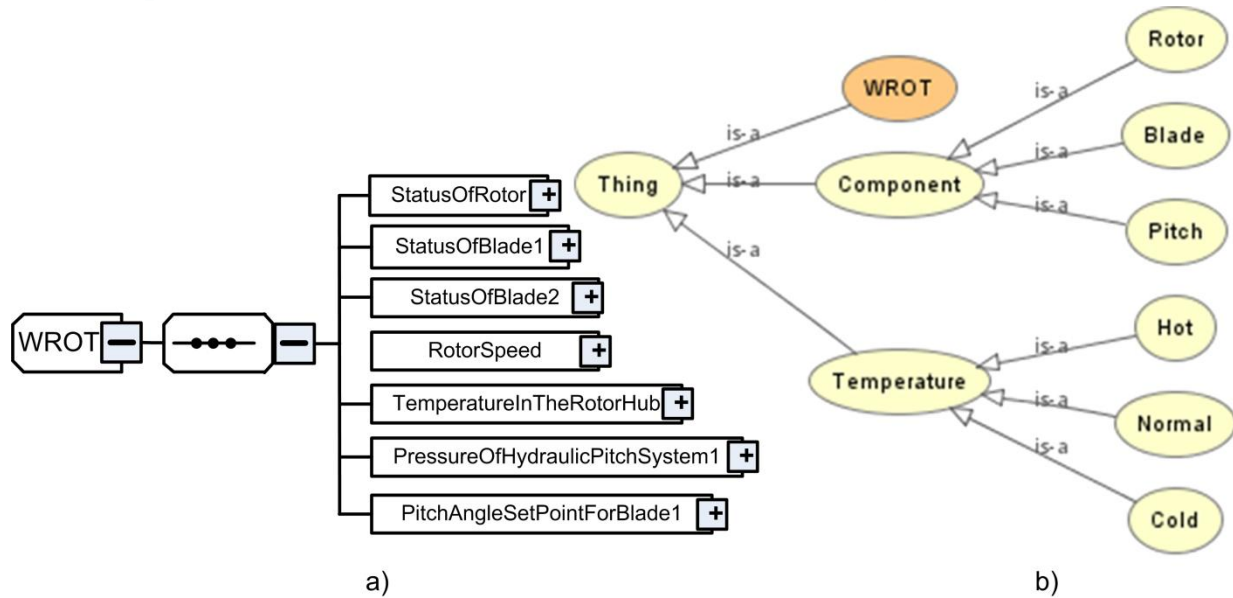 WROT
StatusOfRotor
StatusOfBlade1
StatusOfBlade2
RotorSpeed
TemperatureInTheRotorHub
PressureOfHydraulicPitchSystem1
PitchAngleSetPointForBlade1
a)
Thing
is-a
WROT
is-a
Component
is-a
Rotor
is-a
Blade
is-a
Pitch
is-a
Temperature
is-a
Hot
is-a
Normal
is-a
Cold
b)